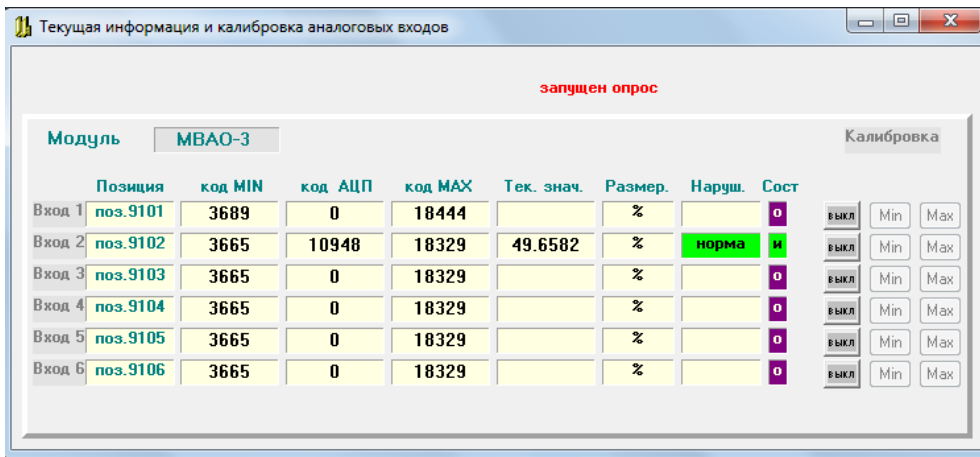 Текущая информация и калибровка аналоговых входов
запущен опрос
Модуль МВАО-3 Калибровка
Позиция код MIN код АЦП код MAX Тек. знач. Размер. Наруш. Сост
Вход 1 поз.9101 3689 0 18444 % о выкл Min Max
Вход 2 поз.9102 3665 10948 18329 49.6582 % норма и выкл Min Max
Вход 3 поз.9103 3665 0 18329 % о выкл Min Max
Вход 4 поз.9104 3665 0 18329 % о выкл Min Max
Вход 5 поз.9105 3665 0 18329 % о выкл Min Max
Вход 6 поз.9106 3665 0 18329 % о выкл Min Max